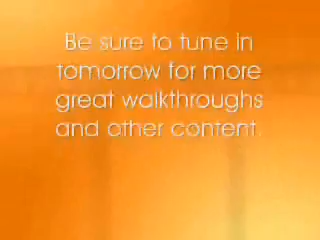 Be sure to tune in
tomorrow for more
great walkthroughs
and other content.